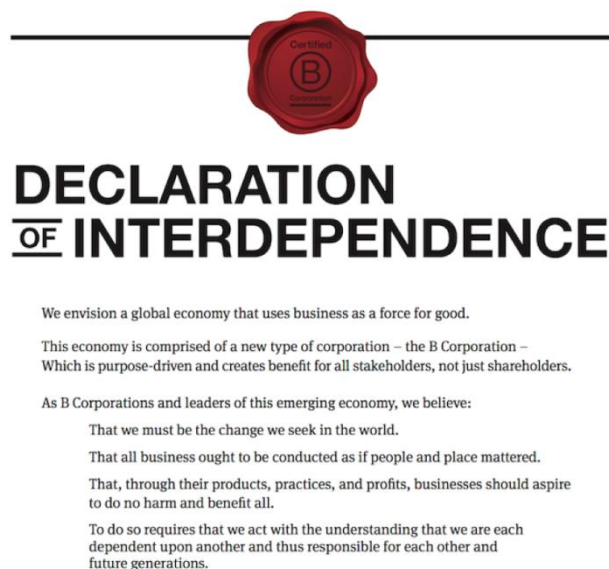 Certified
B
Corporation
DECLARATION
OF INTERDEPENDENCE
We envision a global economy that uses business as a force for good.
This economy is comprised of a new type of corporation – the B Corporation –
Which is purpose-driven and creates benefit for all stakeholders, not just shareholders.
As B Corporations and leaders of this emerging economy, we believe:
That we must be the change we seek in the world.
That all business ought to be conducted as if people and place mattered.
That, through their products, practices, and profits, businesses should aspire
to do no harm and benefit all.
To do so requires that we act with the understanding that we are each
dependent upon another and thus responsible for each other and
future generations.